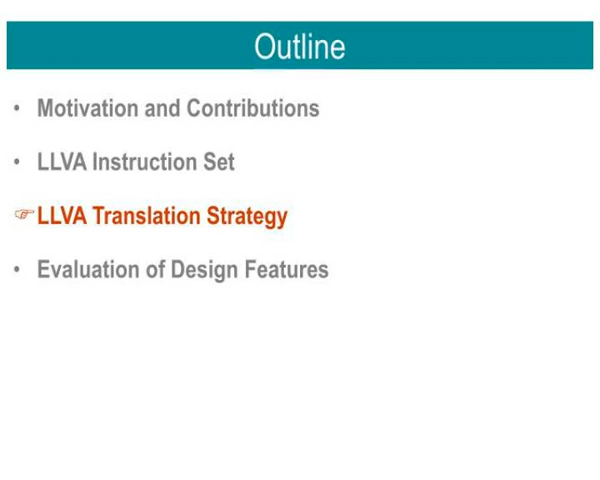 Outline
• Motivation and Contributions
• LLVA Instruction Set
☞ LLVA Translation Strategy
• Evaluation of Design Features